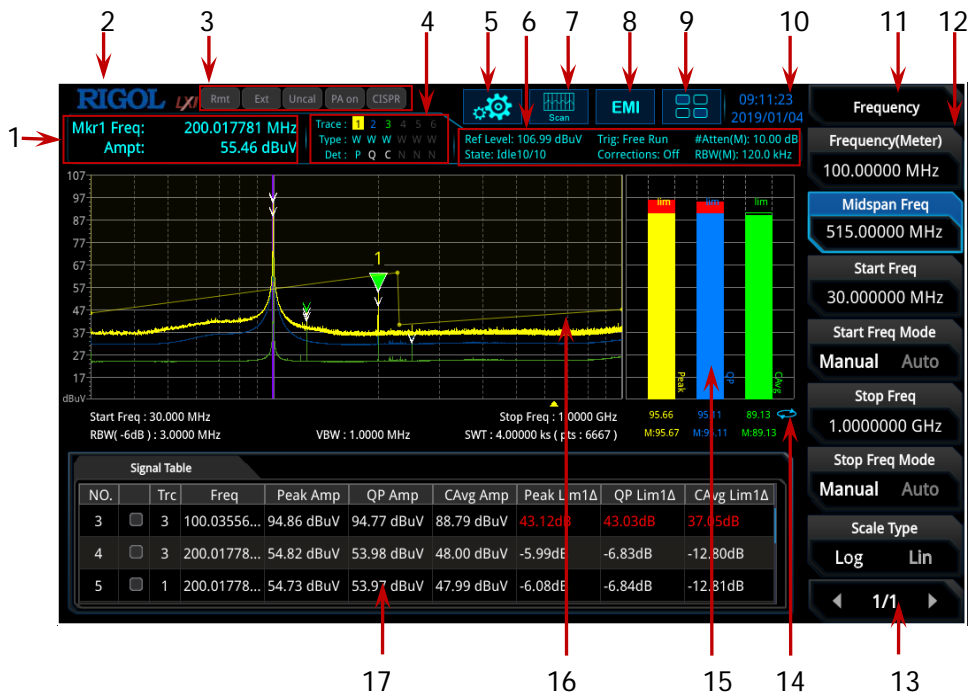 2 3 4 5 6 7 8 9 10 11 12
RIGOL LXI Rmt Ext Uncal PA on CISPR
Scan
EMI
09:11:23
2019/01/04
1
Mkr1 Freq: 200.017781 MHz
Ampt: 55.46 dBuV
Trace : 1 2 3 4 5 6
Type : W W W W W W
Det : P Q C N N N
Ref Level: 106.99 dBuV Trig: Free Run #Atten(M): 10.00 dB
State: Idle10/10 Corrections: Off RBW(M): 120.0 kHz
107
97
87
77
67
57
47
37
27
17
dBuV
1
Start Freq : 30.000 MHz Stop Freq : 1.0000 GHz
RBW( -6dB ) : 3.0000 MHz VBW : 1.0000 MHz SWT : 4.00000 ks ( pts : 6667 )
lim lim lim
Peak QP CAvg
95.66 89.13
M:95.67 M:89.13
Signal Table
NO. Trc Freq Peak Amp QP Amp CAvg Amp Peak Lim1Δ QP Lim1Δ CAvg Lim1Δ
3 3 100.03556... 94.86 dBuV 94.77 dBuV 88.79 dBuV 43.12dB 43.03dB 37.05dB
4 3 200.01778... 54.82 dBuV 53.98 dBuV 48.00 dBuV -5.99dB -6.83dB -12.80dB
5 1 200.01778... 54.73 dBuV 53.97 dBuV 47.99 dBuV -6.08dB -6.84dB -12.81dB
Frequency
Frequency(Meter)
100.00000 MHz
Midspan Freq
515.00000 MHz
Start Freq
30.000000 MHz
Start Freq Mode
Manual Auto
Stop Freq
1.0000000 GHz
Stop Freq Mode
Manual Auto
Scale Type
Log Lin
1/1
17 16 15 14 13